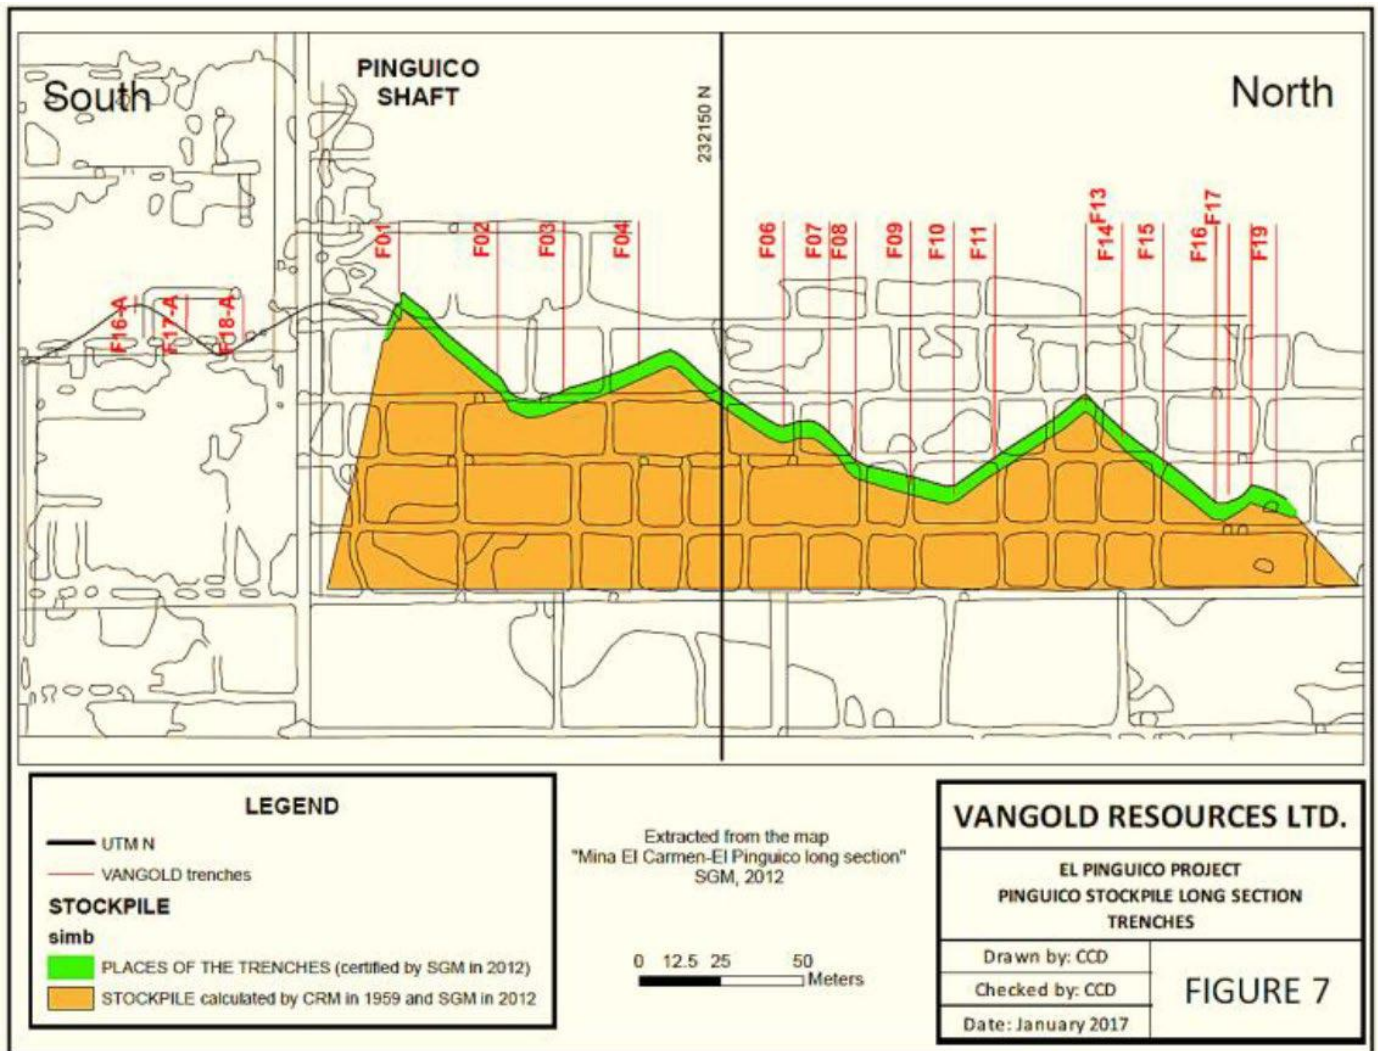 South
PINGUICO
SHAFT
232150 N
North
F16-A
F17-A
F18-A
F01
F02
F03
F04
F06
F07
F08
F09
F10
F11
F14
F13
F15
F16
F17
F19
LEGEND
UTM N
VANGOLD trenches
STOCKPILE
simb
PLACES OF THE TRENCHES (certified by SGM in 2012)
STOCKPILE calculated by CRM in 1959 and SGM in 2012
Extracted from the map
"Mina El Carmen-El Pinguico long section"
SGM, 2012
0 12.5 25 50
Meters
VANGOLD RESOURCES LTD.
EL PINGUICO PROJECT
PINGUICO STOCKPILE LONG SECTION
TRENCHES
Drawn by: CCD
Checked by: CCD
Date: January 2017
FIGURE 7